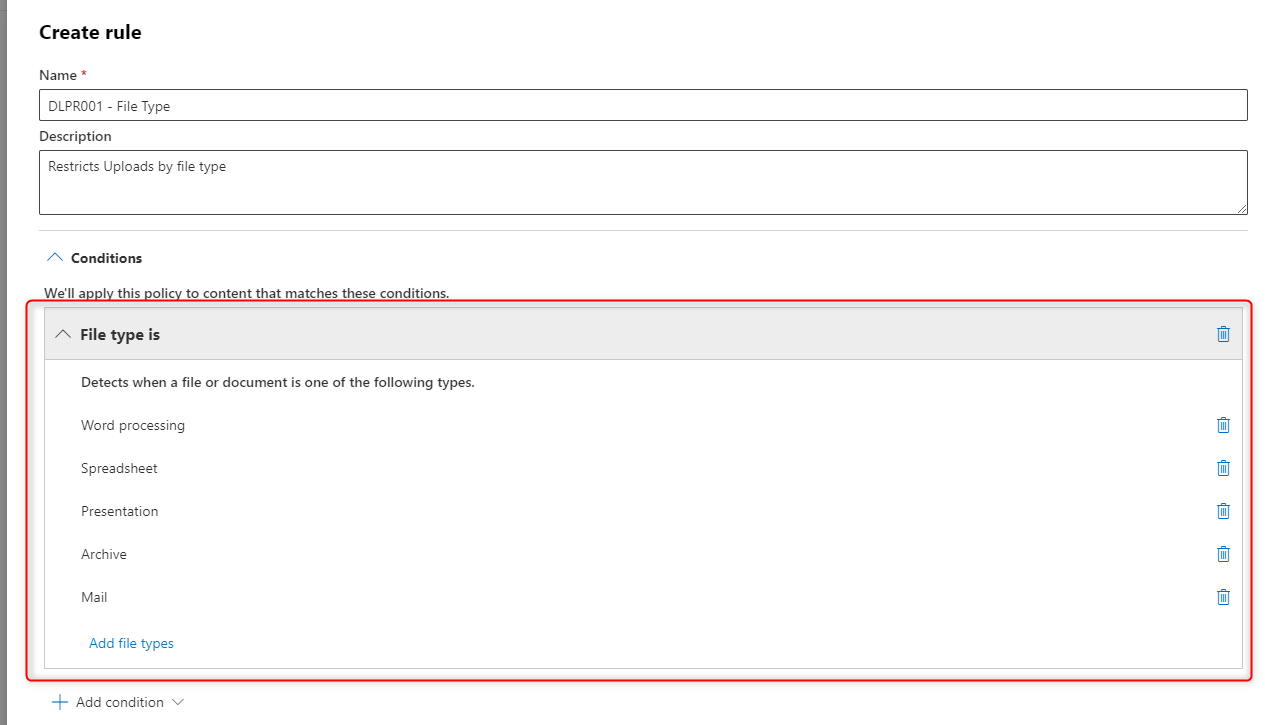 Create rule
Name *
DLPR001 - File Type
Description
Restricts Uploads by file type
Conditions
We'll apply this policy to content that matches these conditions.
File type is
Detects when a file or document is one of the following types.
Word processing
Spreadsheet
Presentation
Archive
Mail
Add file types
Add condition